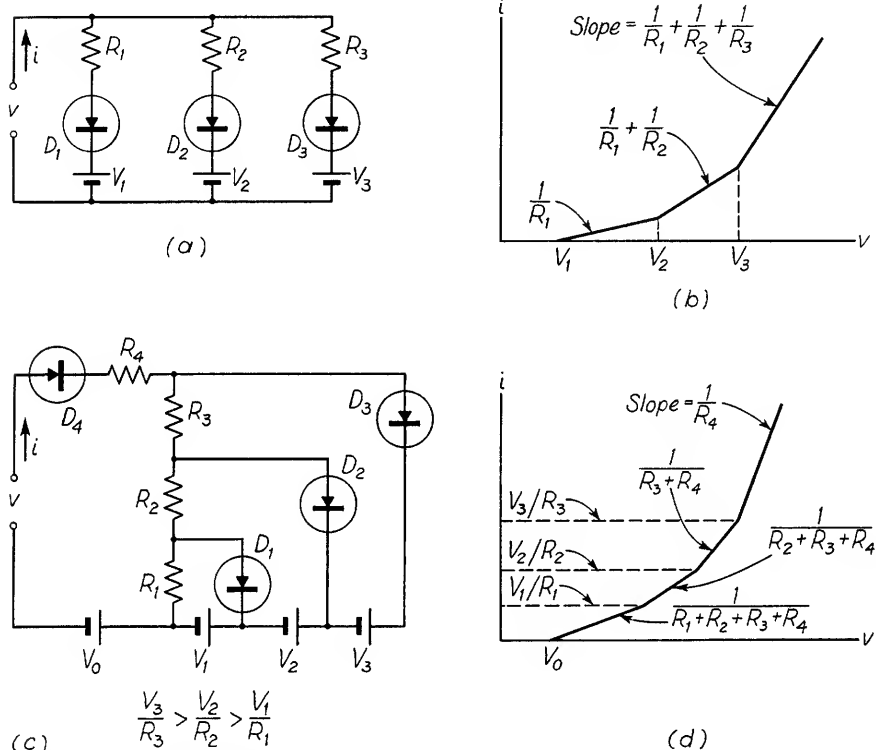 i
v
R₁
R₂
R₃
D₁
D₂
D₃
V₁
V₂
V₃
(a)
i
Slope = 1/R₁ + 1/R₂ + 1/R₃
1/R₁ + 1/R₂
1/R₁
V₁ V₂ V₃ v
(b)
R₄
D₄
i
v
R₃
D₃
R₂
D₂
R₁
D₁
V₀ V₁ V₂ V₃
V₃/R₃ > V₂/R₂ > V₁/R₁
(c)
i
Slope = 1/R₄
1/(R₃ + R₄)
V₃/R₃
1/(R₂ + R₃ + R₄)
V₂/R₂
V₁/R₁
1/(R₁ + R₂ + R₃ + R₄)
V₀ v
(d)